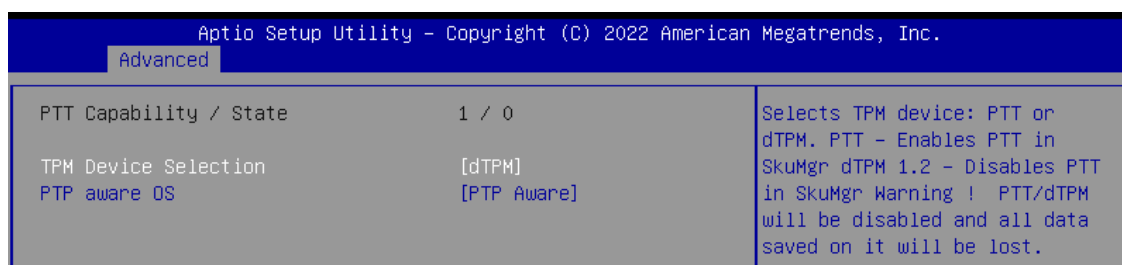 Aptio Setup Utility – Copyright (C) 2022 American Megatrends, Inc.
Advanced
PTT Capability / State 1 / 0
TPM Device Selection [dTPM]
PTP aware OS [PTP Aware]
Selects TPM device: PTT or
dTPM. PTT – Enables PTT in
SkuMgr dTPM 1.2 – Disables PTT
in SkuMgr Warning ! PTT/dTPM
will be disabled and all data
saved on it will be lost.